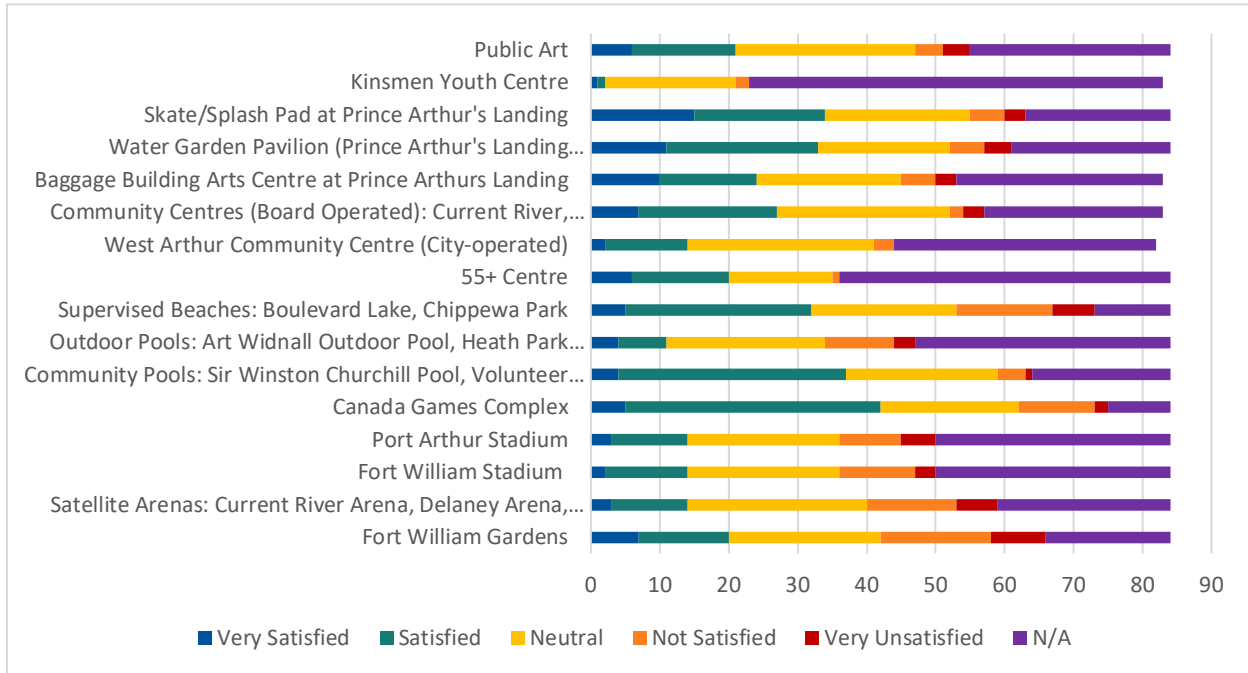 Public Art
Kinsmen Youth Centre
Skate/Splash Pad at Prince Arthur's Landing
Water Garden Pavilion (Prince Arthur's Landing...
Baggage Building Arts Centre at Prince Arthurs Landing
Community Centres (Board Operated): Current River,...
West Arthur Community Centre (City-operated)
55+ Centre
Supervised Beaches: Boulevard Lake, Chippewa Park
Outdoor Pools: Art Widnall Outdoor Pool, Heath Park...
Community Pools: Sir Winston Churchill Pool, Volunteer...
Canada Games Complex
Port Arthur Stadium
Fort William Stadium
Satellite Arenas: Current River Arena, Delaney Arena,...
Fort William Gardens
0 10 20 30 40 50 60 70 80 90
Very Satisfied Satisfied Neutral Not Satisfied Very Unsatisfied N/A